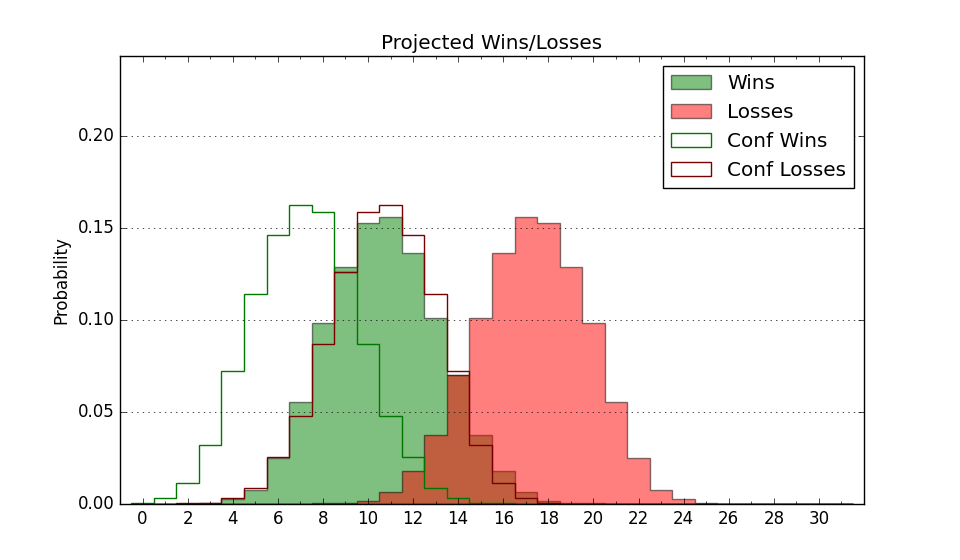 Projected Wins/Losses
Wins
Losses
Conf Wins
Conf Losses
Probability
0.20
0.15
0.10
0.05
0.00
0 2 4 6 8 10 12 14 16 18 20 22 24 26 28 30